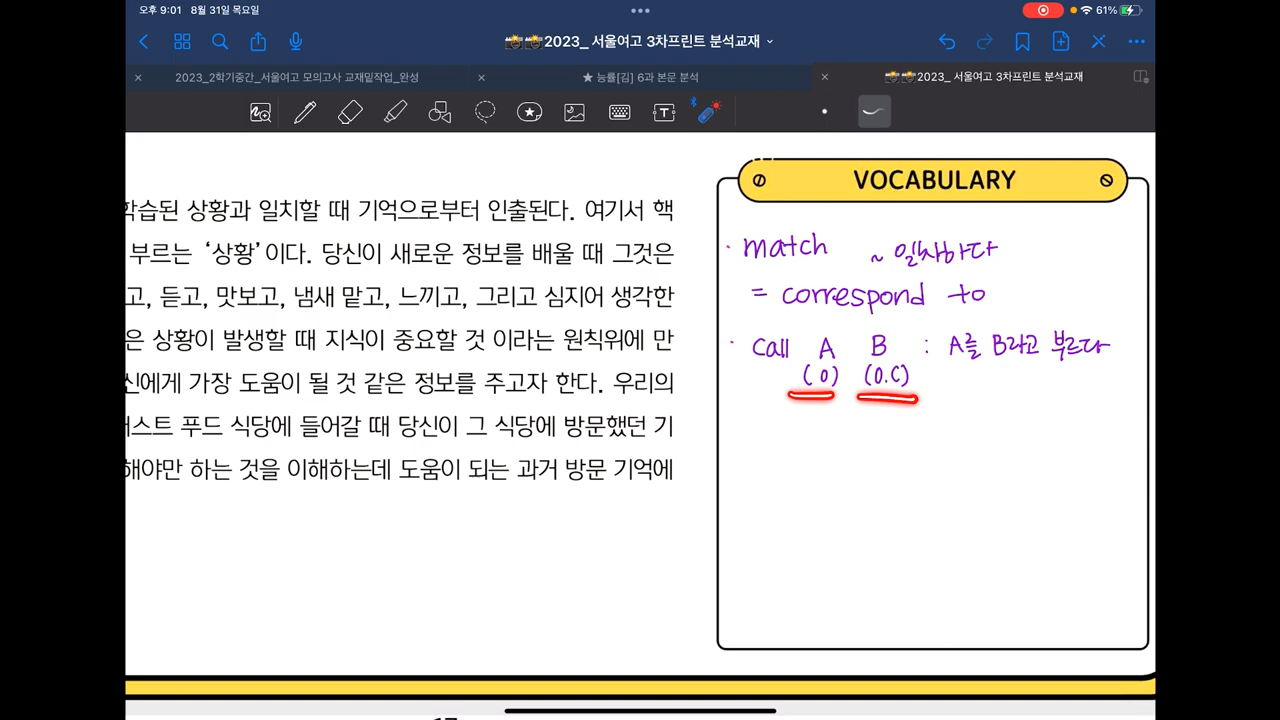 오후 9:01 8월 31일 목요일
61%
2023_ 서울여고 3차프린트 분석교재
2023_2학기중간_서울여고 모의고사 교재밑작업_완성
★ 능률[김] 6과 본문 분석
2023_ 서울여고 3차프린트 분석교재
학습된 상황과 일치할 때 기억으로부터 인출된다. 여기서 핵
부르는 ‘상황’이다. 당신이 새로운 정보를 배울 때 그것은
고, 듣고, 맛보고, 냄새 맡고, 느끼고, 그리고 심지어 생각한
은 상황이 발생할 때 지식이 중요할 것 이라는 원칙위에 만
신에게 가장 도움이 될 것 같은 정보를 주고자 한다. 우리의
스트 푸드 식당에 들어갈 때 당신이 그 식당에 방문했던 기
해야만 하는 것을 이해하는데 도움이 되는 과거 방문 기억에
VOCABULARY
· match ~ 일치하다
= correspond to
· call A B : A를 B라고 부르다
(O) (O.C)